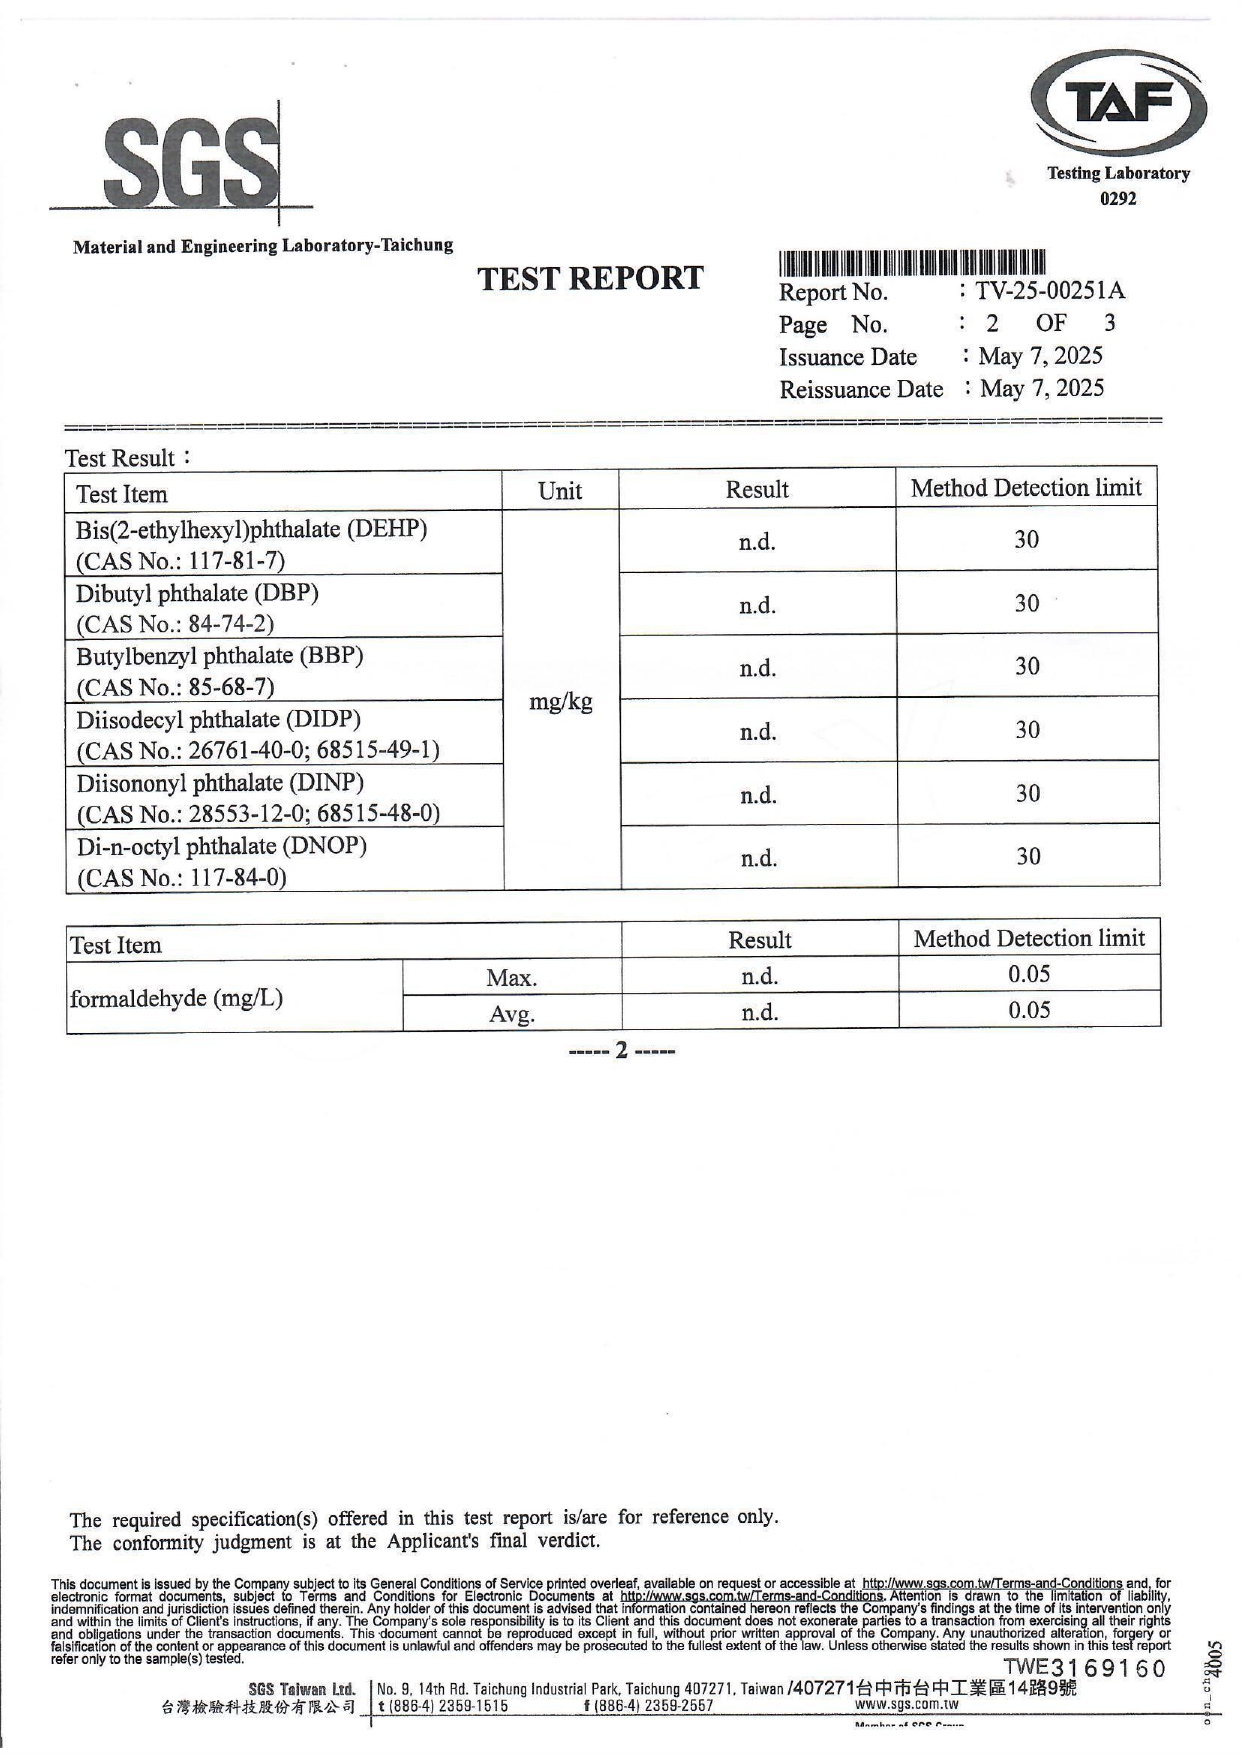 TAF
SGS
Testing Laboratory
0292
Material and Engineering Laboratory-Taichung
TEST REPORT
Report No. : TV-25-00251A
Page No. : 2 OF 3
Issuance Date : May 7, 2025
Reissuance Date : May 7, 2025
Test Result：
Test Item Unit Result Method Detection limit
Bis(2-ethylhexyl)phthalate (DEHP)
(CAS No.: 117-81-7) n.d. 30
Dibutyl phthalate (DBP)
(CAS No.: 84-74-2) n.d. 30
Butylbenzyl phthalate (BBP)
(CAS No.: 85-68-7) n.d. 30
mg/kg
Diisodecyl phthalate (DIDP)
(CAS No.: 26761-40-0; 68515-49-1) n.d. 30
Diisononyl phthalate (DINP)
(CAS No.: 28553-12-0; 68515-48-0) n.d. 30
Di-n-octyl phthalate (DNOP)
(CAS No.: 117-84-0) n.d. 30
Test Item Result Method Detection limit
formaldehyde (mg/L) Max. n.d. 0.05
Avg. n.d. 0.05
----- 2 -----
The required specification(s) offered in this test report is/are for reference only.
The conformity judgment is at the Applicant's final verdict.
This document is issued by the Company subject to its General Conditions of Service printed overleaf, available on request or accessible at http://www.sgs.com.tw/Terms-and-Conditions and, for
electronic format documents, subject to Terms and Conditions for Electronic Documents at http://www.sgs.com.tw/Terms-and-Conditions. Attention is drawn to the limitation of liability,
indemnification and jurisdiction issues defined therein. Any holder of this document is advised that information contained hereon reflects the Company's findings at the time of its intervention only
and within the limits of Client's instructions, if any. The Company's sole responsibility is to its Client and this document does not exonerate parties to a transaction from exercising all their rights
and obligations under the transaction documents. This document cannot be reproduced except in full, without prior written approval of the Company. Any unauthorized alteration, forgery or
falsification of the content or appearance of this document is unlawful and offenders may be prosecuted to the fullest extent of the law. Unless otherwise stated the results shown in this test report
refer only to the sample(s) tested.
TWE3169160
SGS Taiwan Ltd. No. 9, 14th Rd. Taichung Industrial Park, Taichung 407271, Taiwan /407271台中市台中工業區14路9號
台灣檢驗科技股份有限公司 t (886-4) 2359-1515 f (886-4) 2359-2557 www.sgs.com.tw
Member of SGS Group
4005